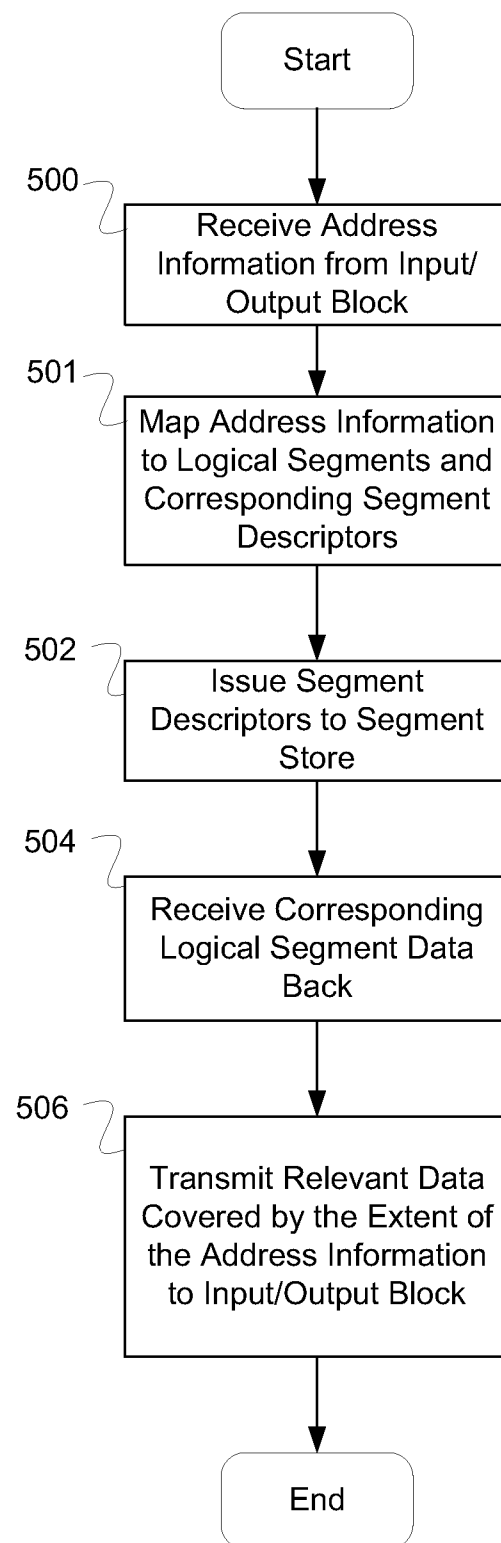 Start
500
Receive Address
Information from Input/
Output Block
501
Map Address Information
to Logical Segments and
Corresponding Segment
Descriptors
502
Issue Segment
Descriptors to Segment
Store
504
Receive Corresponding
Logical Segment Data
Back
506
Transmit Relevant Data
Covered by the Extent of
the Address Information
to Input/Output Block
End